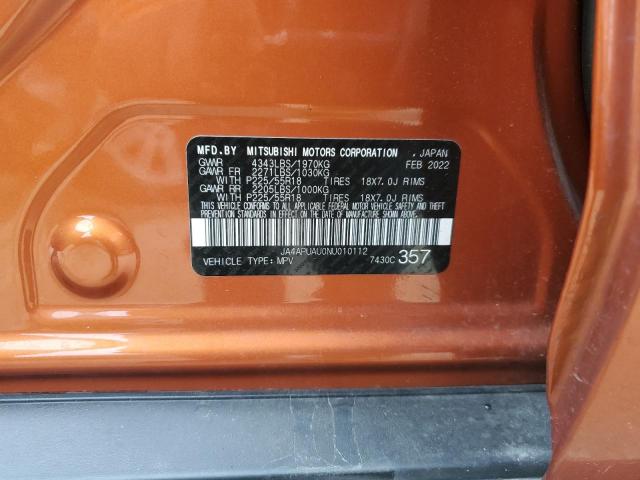 MFD.BY MITSUBISHI MOTORS CORPORATION , JAPAN
GVWR 4343LBS/1970KG FEB 2022
GAWR FR 2271LBS/1030KG
WITH P225/55R18 TIRES 18X7.0J RIMS
GAWR RR 2205LBS/1000KG
WITH P225/55R18 TIRES 18X7.0J RIMS
THIS VEHICLE CONFORMS TO ALL APPLICABLE FEDERAL MOTOR VEHICLE SAFETY, BUMPER, AND THEFT PREVENTION STANDARDS IN EFFECT ON THE DATE OF MANUFACTURE SHOWN ABOVE.
JA4APUAU0NU010112
VEHICLE TYPE: MPV 7430C 357